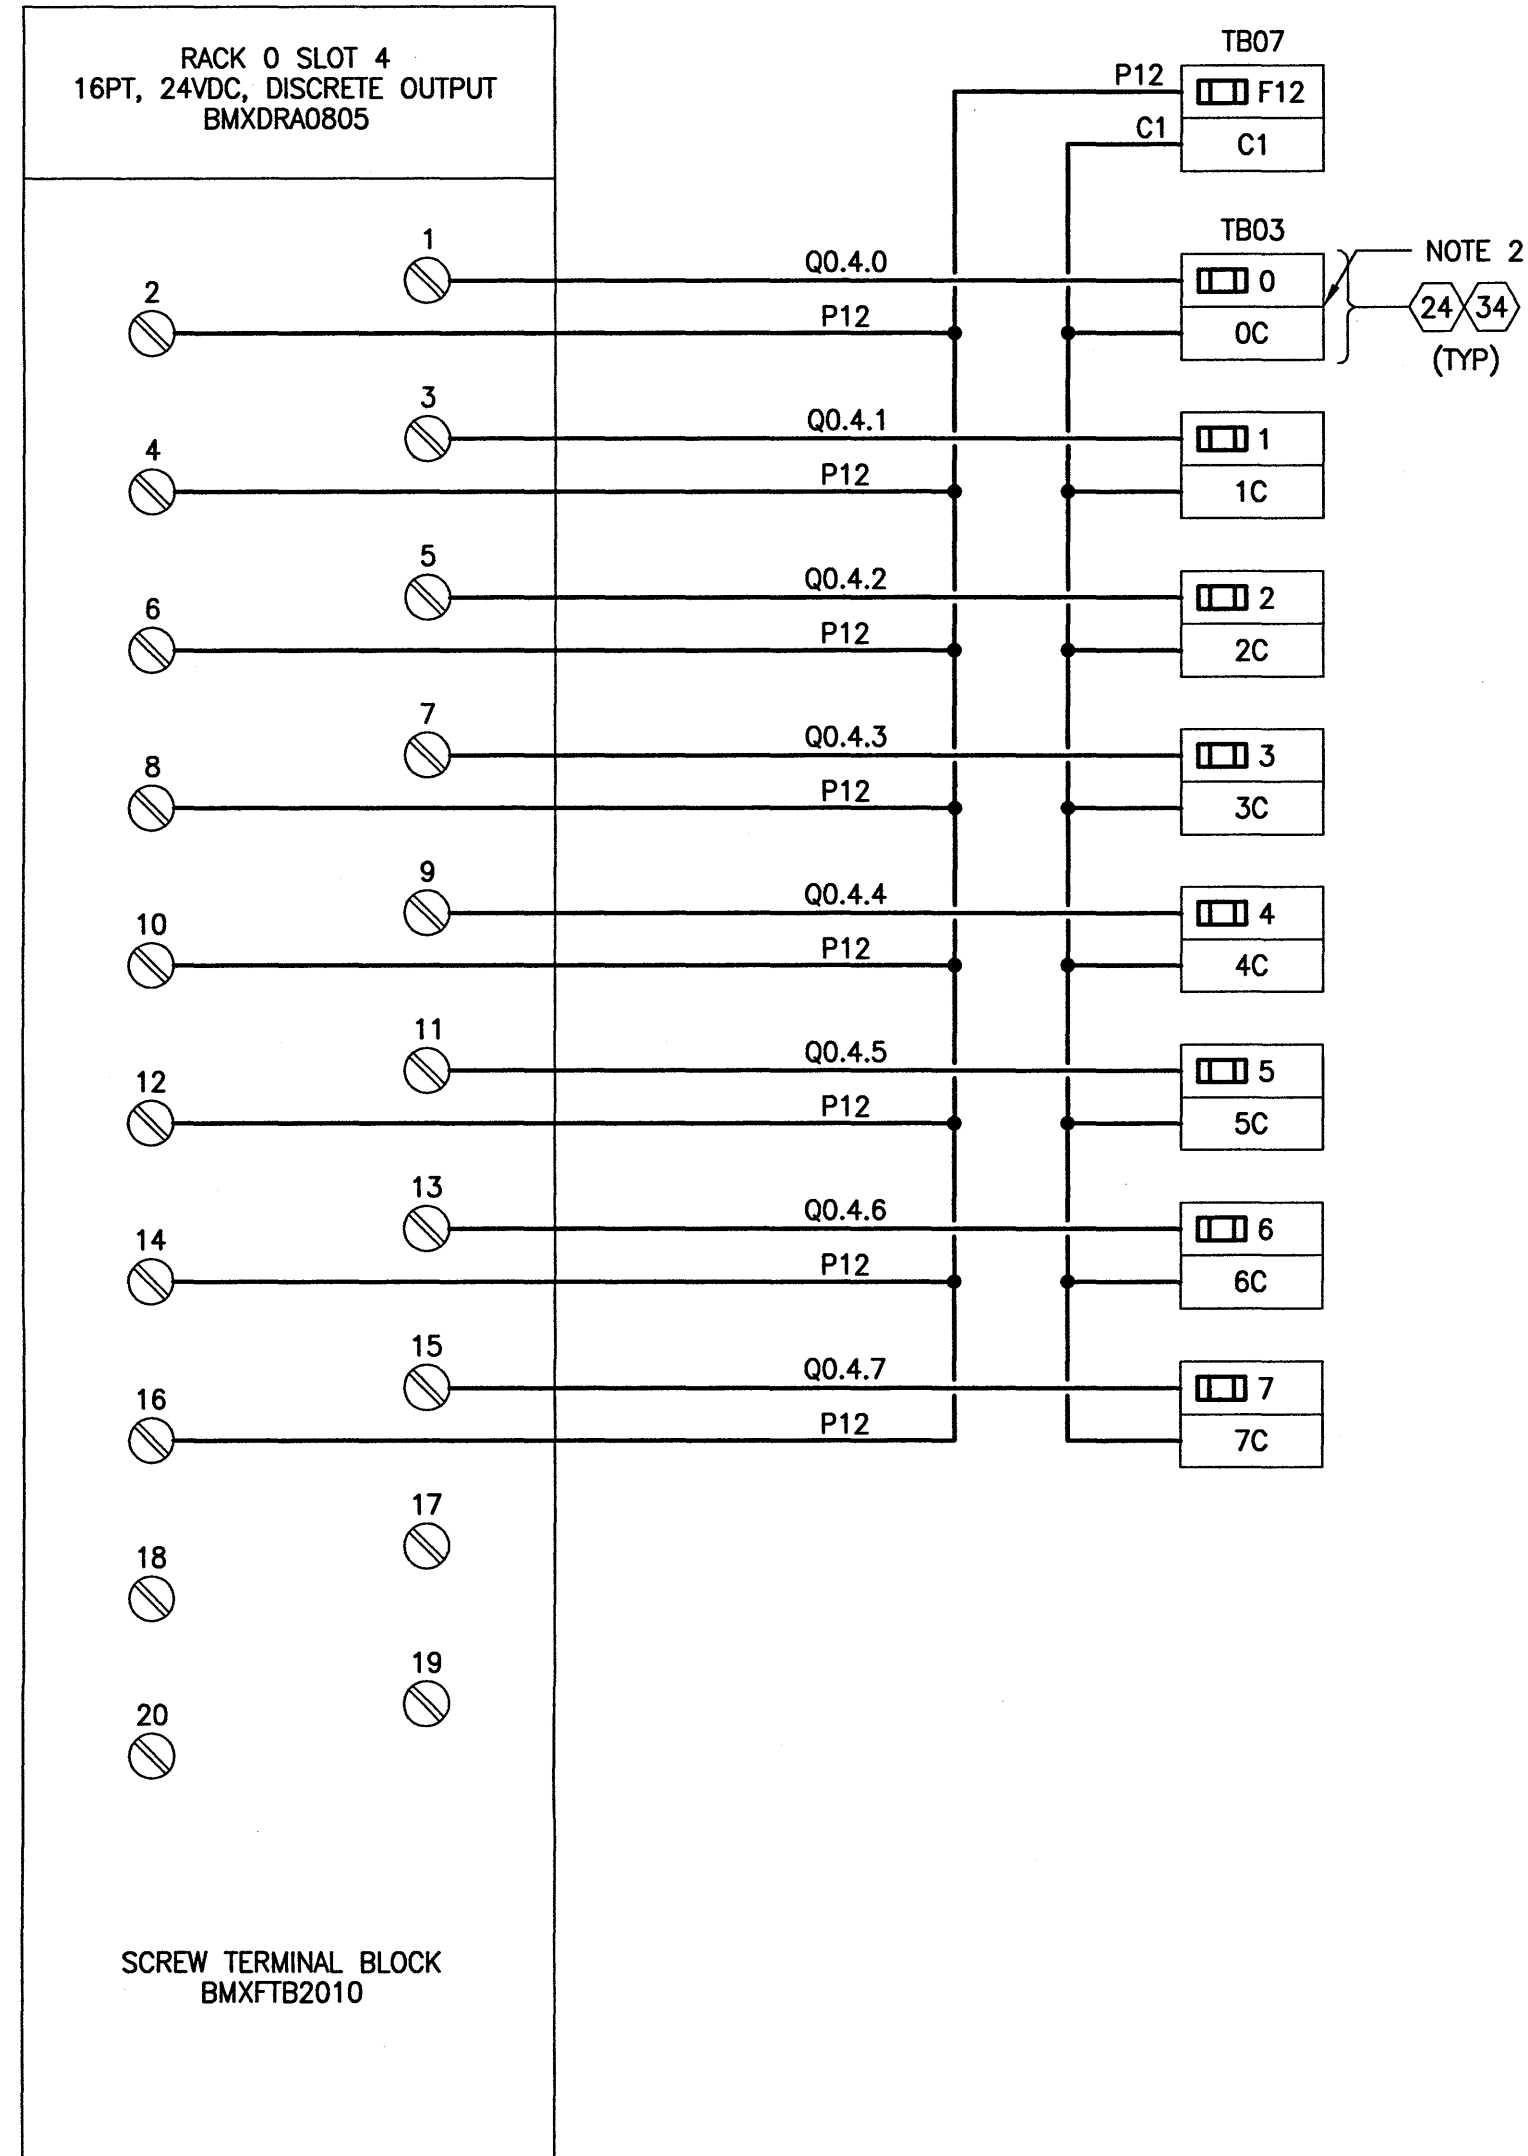 RACK 0 SLOT 4
16PT, 24VDC, DISCRETE OUTPUT
BMXDRA0805
TB07
P12
F12
C1
C1
TB03
1
Q0.4.0
0
NOTE 2
2
P12
0C
24
34
(TYP)
3
Q0.4.1
1
4
P12
1C
5
Q0.4.2
2
6
P12
2C
7
Q0.4.3
3
8
P12
3C
9
Q0.4.4
4
10
P12
4C
11
Q0.4.5
5
12
P12
5C
13
Q0.4.6
6
14
P12
6C
15
Q0.4.7
7
16
P12
7C
17
18
19
20
SCREW TERMINAL BLOCK
BMXFTB2010